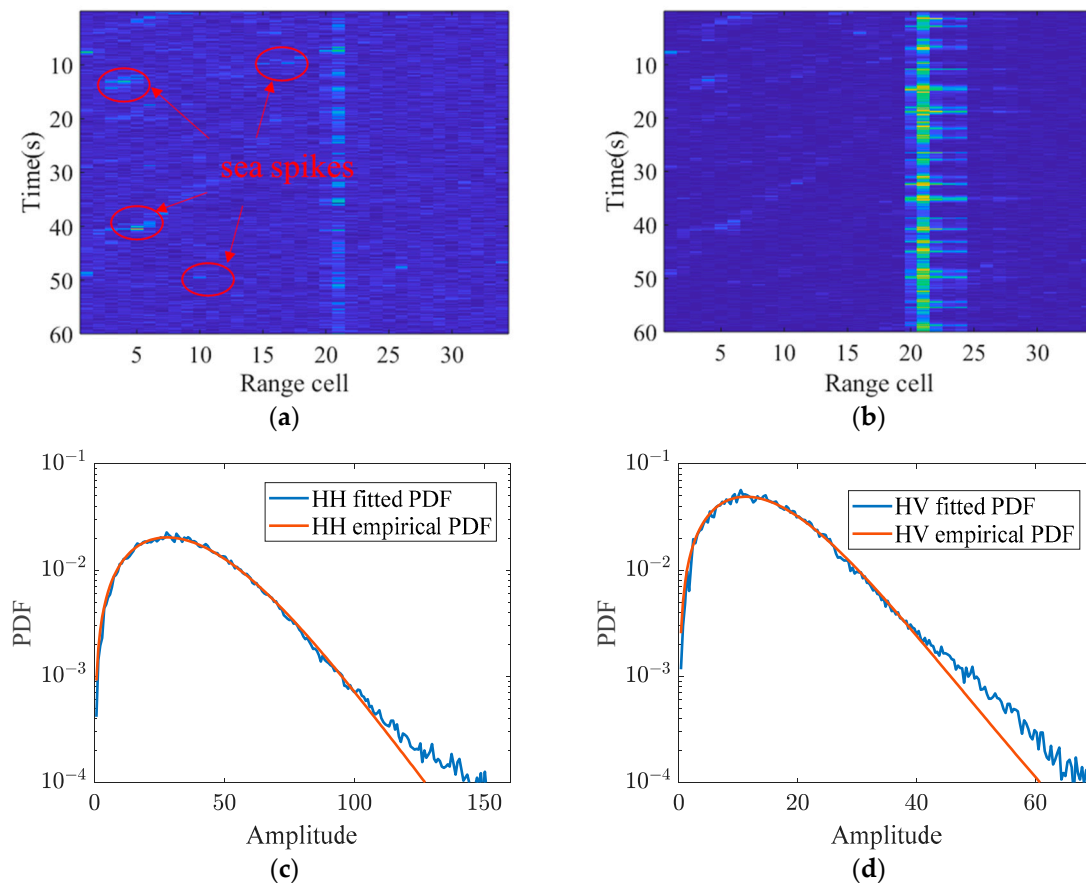 10
20
30
40
50
60
Time(s)
sea spikes
5 10 15 20 25 30
Range cell
(a)
10
20
30
40
50
60
Time(s)
5 10 15 20 25 30
Range cell
(b)
10⁻¹
10⁻²
10⁻³
10⁻⁴
PDF
HH fitted PDF
HH empirical PDF
0 50 100 150
Amplitude
(c)
10⁻¹
10⁻²
10⁻³
10⁻⁴
PDF
HV fitted PDF
HV empirical PDF
0 20 40 60
Amplitude
(d)